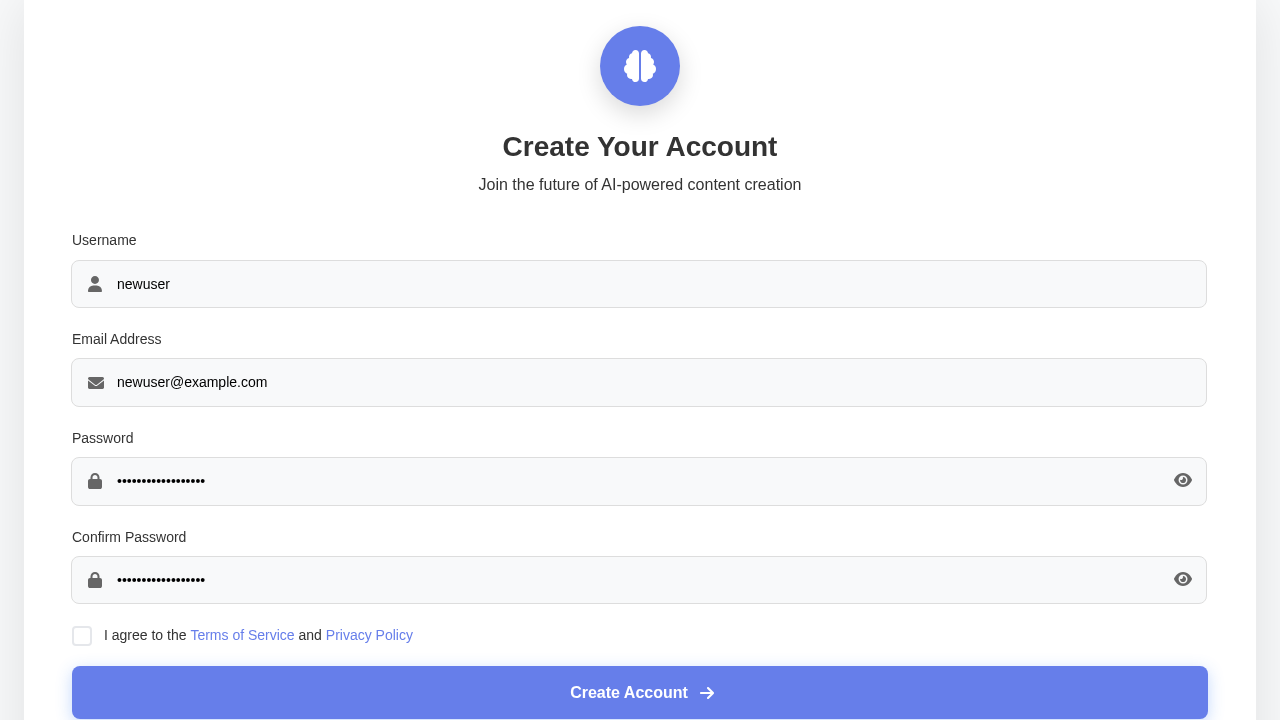 Create Your Account
Join the future of AI-powered content creation
Username
newuser
Email Address
newuser@example.com
Password
••••••••••••••••••
Confirm Password
••••••••••••••••••
I agree to the Terms of Service and Privacy Policy
Create Account